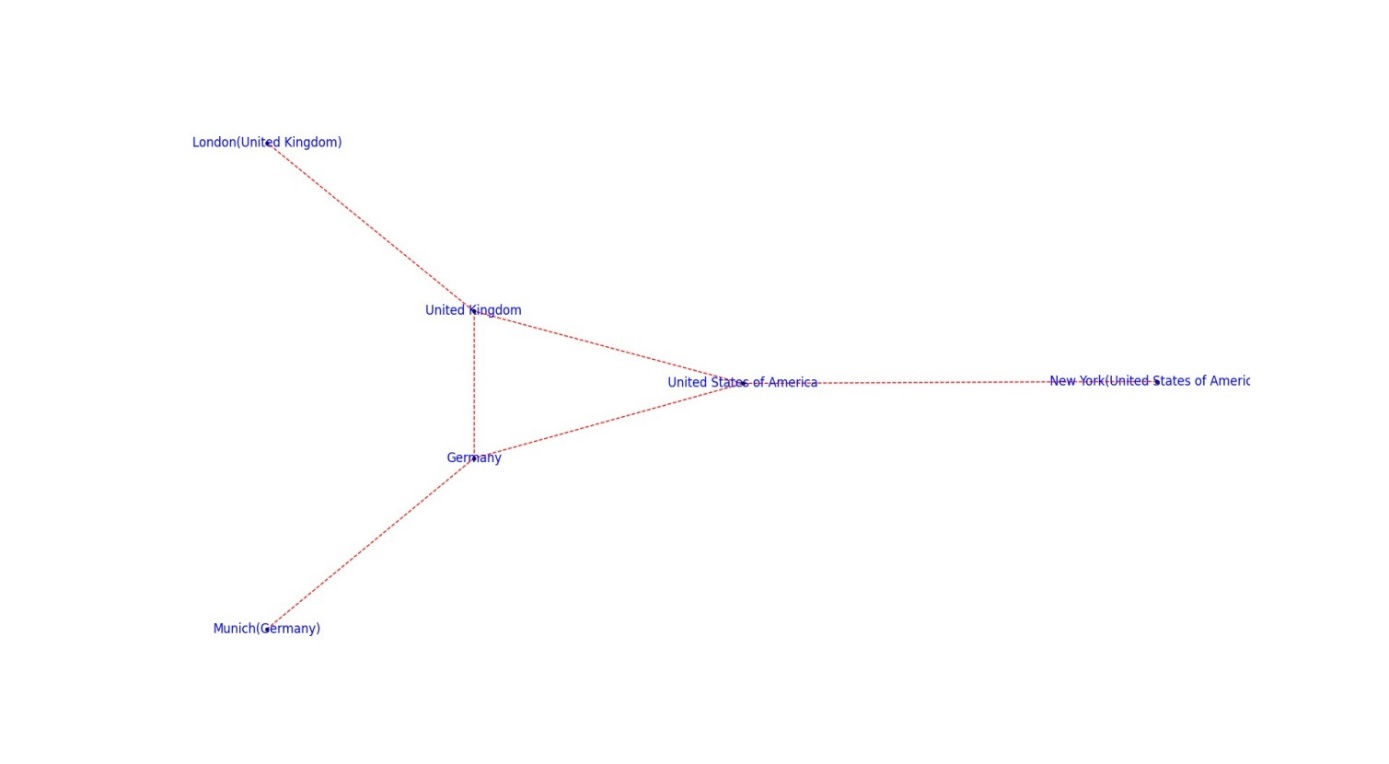 London(United Kingdom)
United Kingdom
United States of America
New York(United States of Americ
Germany
Munich(Germany)